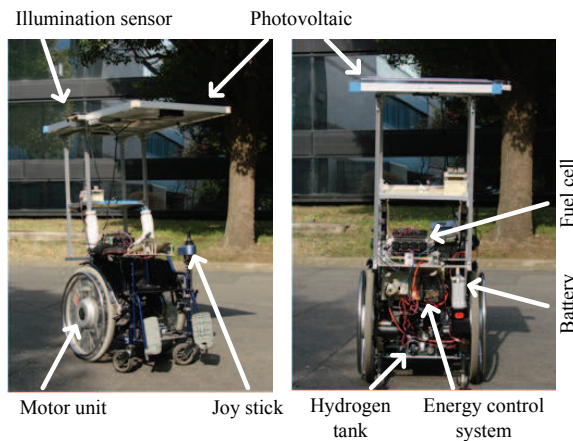 Illumination sensor
Photovoltaic
Fuel cell
Battery
Motor unit
Joy stick
Hydrogen
tank
Energy control
system